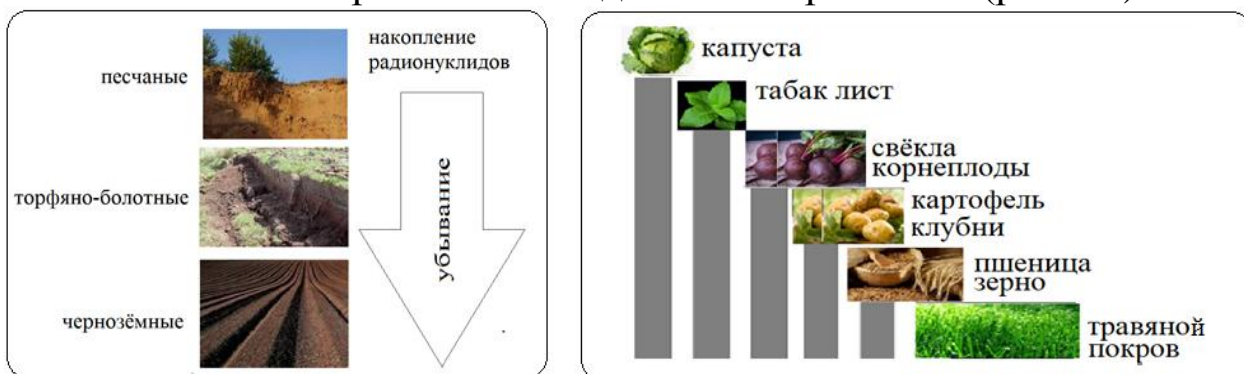 накопление
радионуклидов
песчаные
торфяно-болотные
чернозёмные
убывание
капуста
табак лист
свёкла
корнеплоды
картофель
клубни
пшеница
зерно
травяной
покров